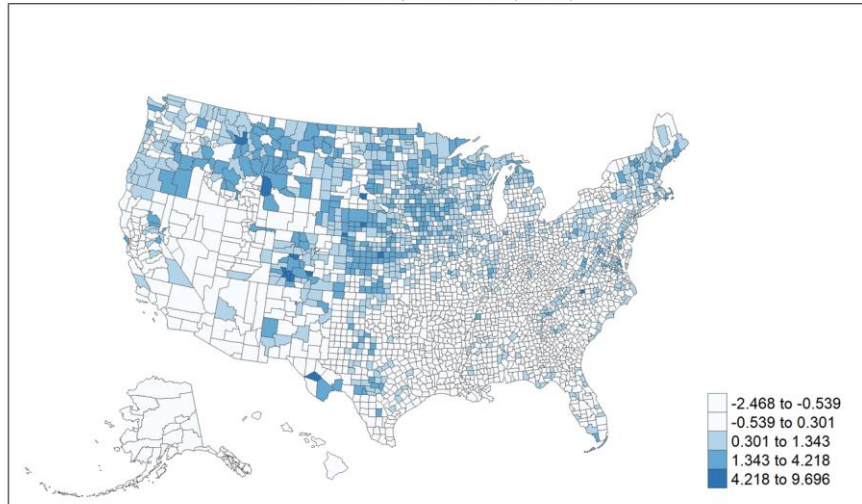 -2.468 to -0.539
-0.539 to 0.301
0.301 to 1.343
1.343 to 4.218
4.218 to 9.696